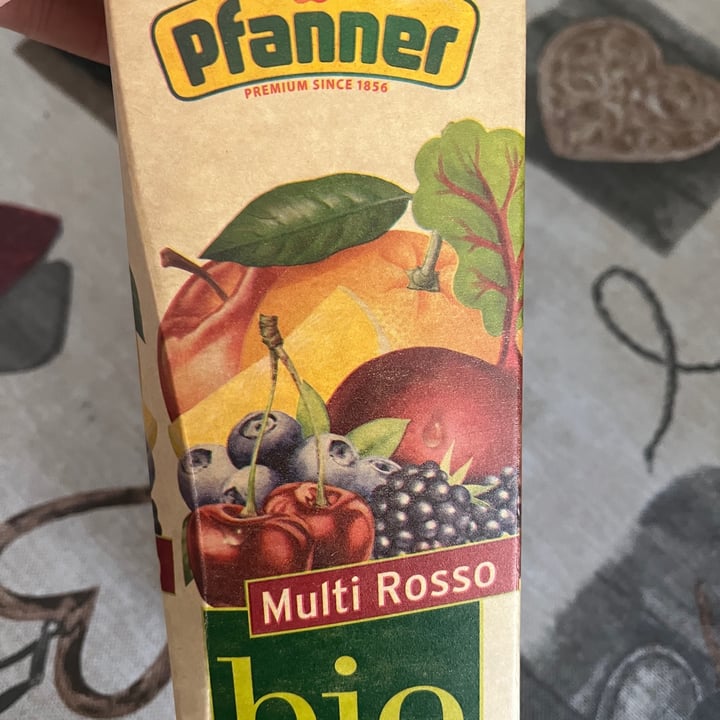 Pfanner
PREMIUM SINCE 1856
Multi Rosso
bio